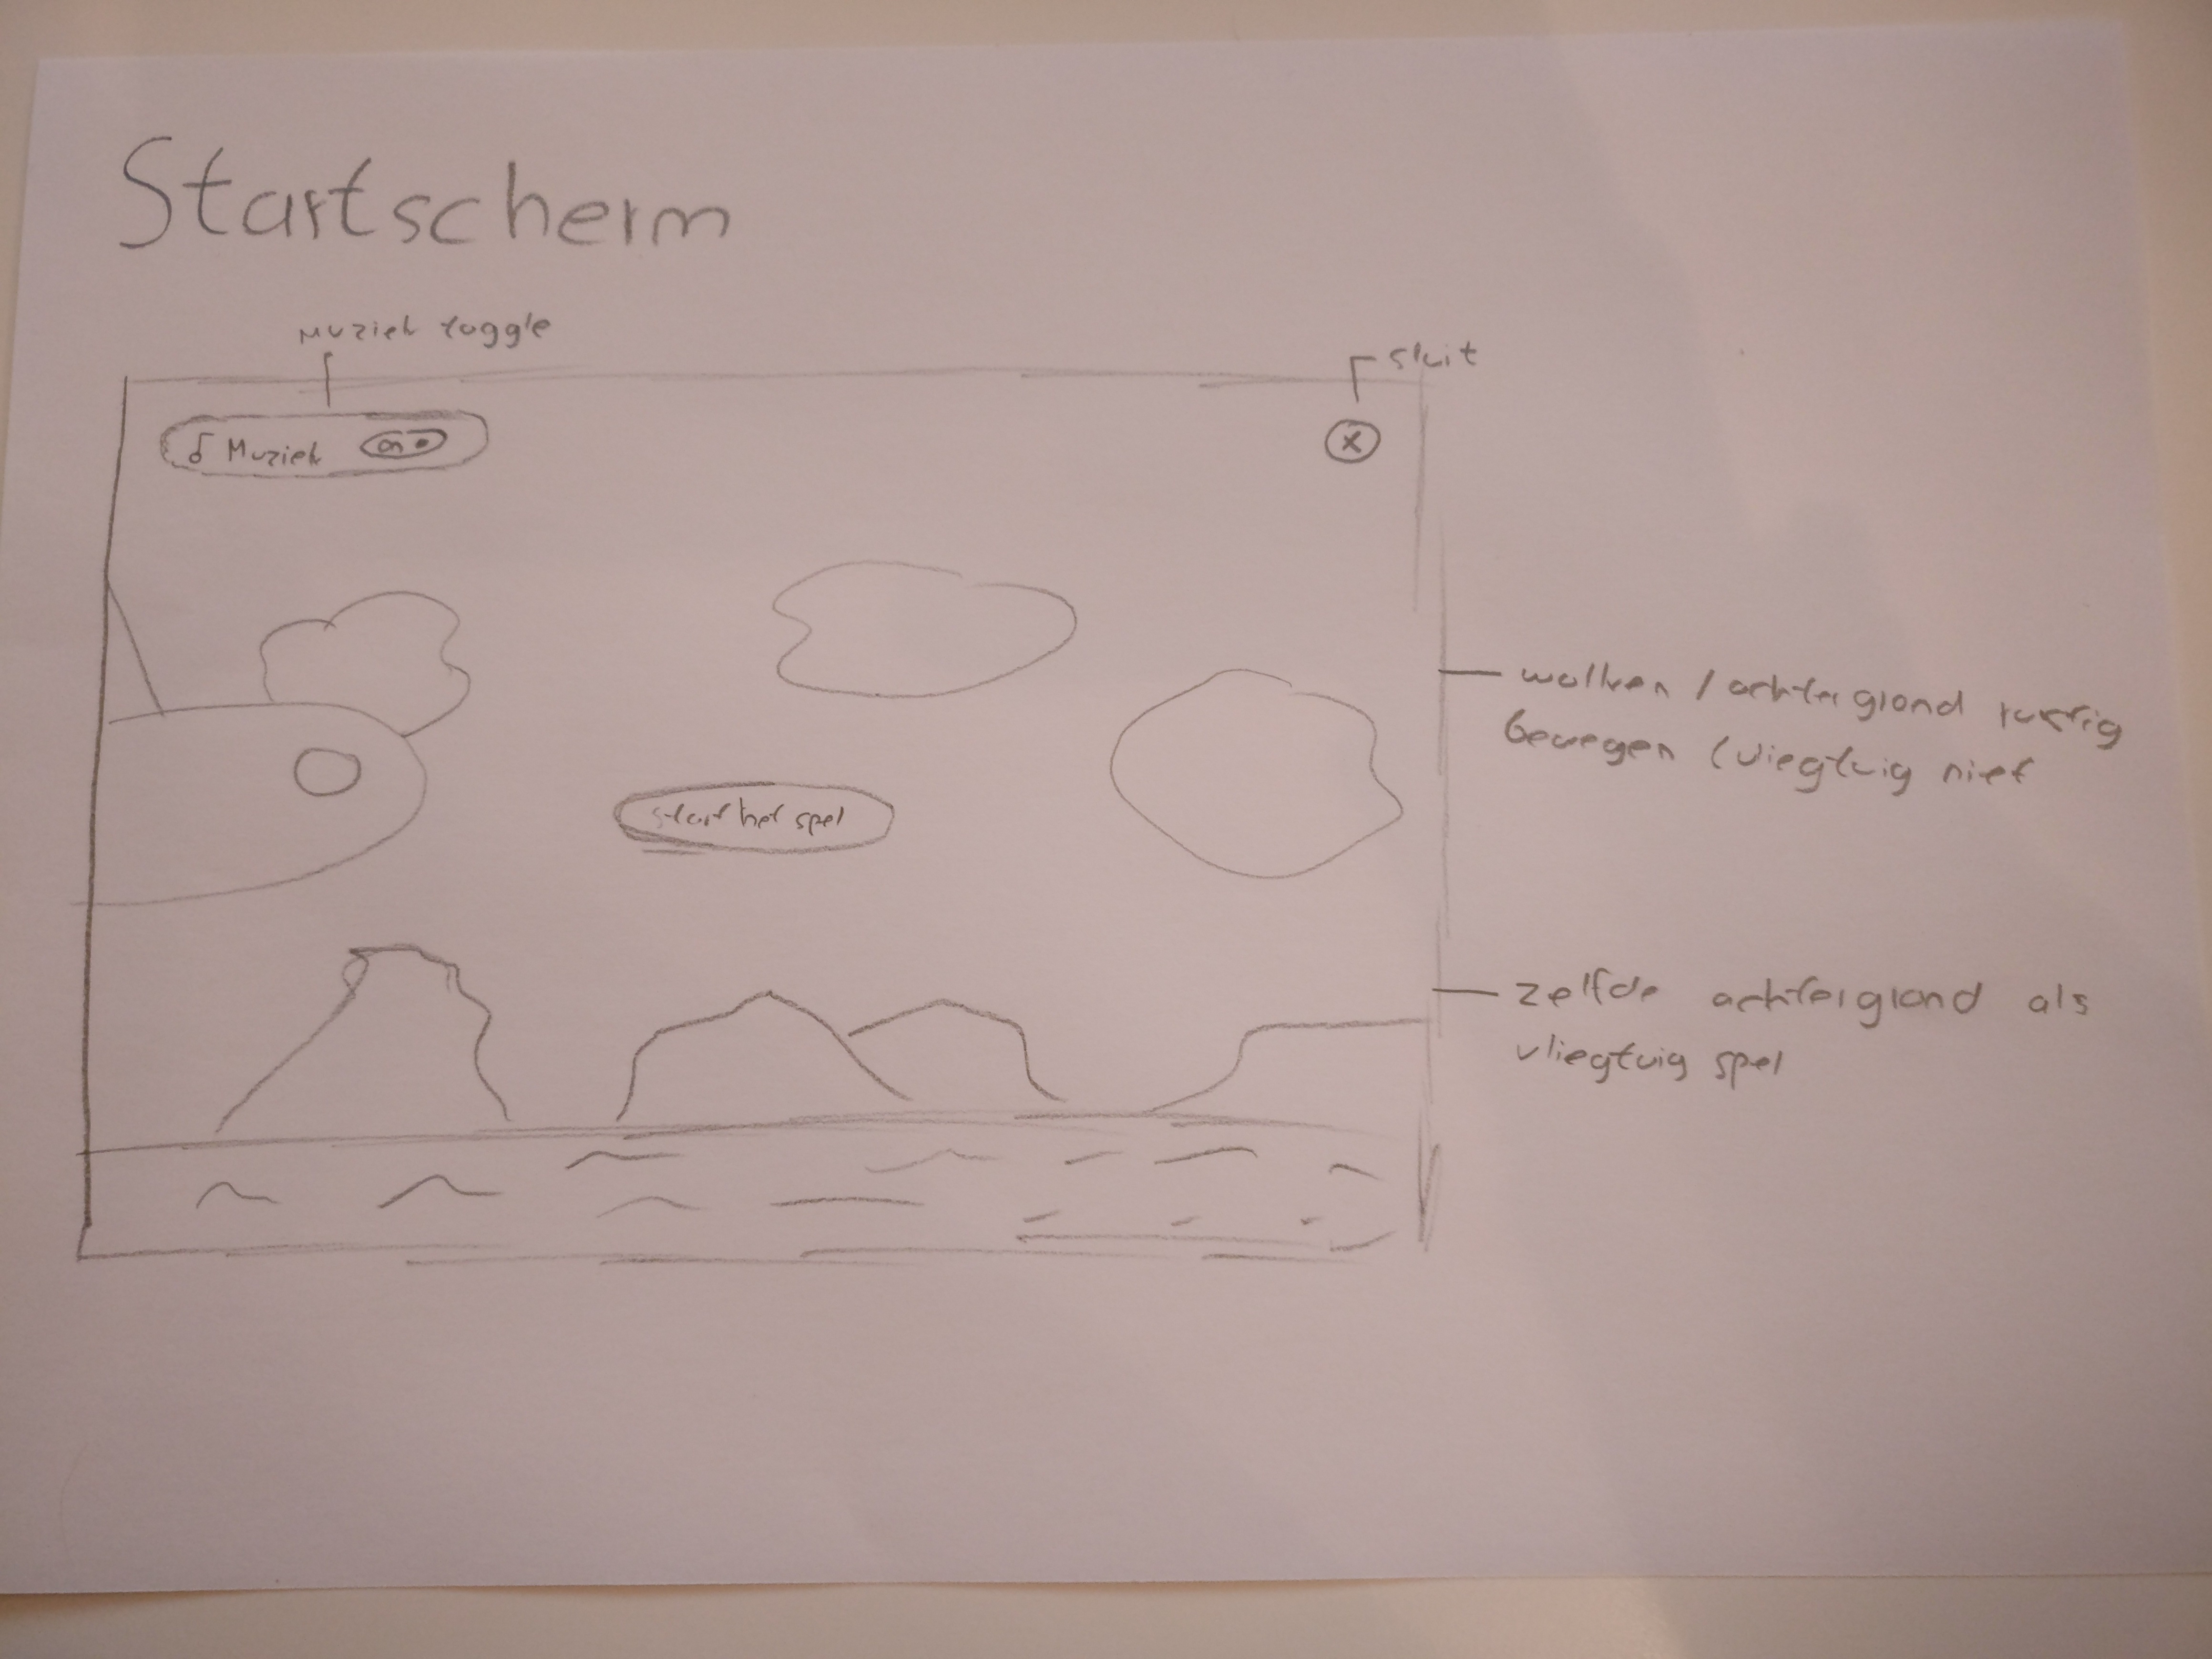 Startscherm
Muziek toggle
sluit
Muziek on
x
wolken / achtergrond rustig
bewegen (vliegtuig niet
start het spel
zelfde achtergrond als
vliegtuig spel